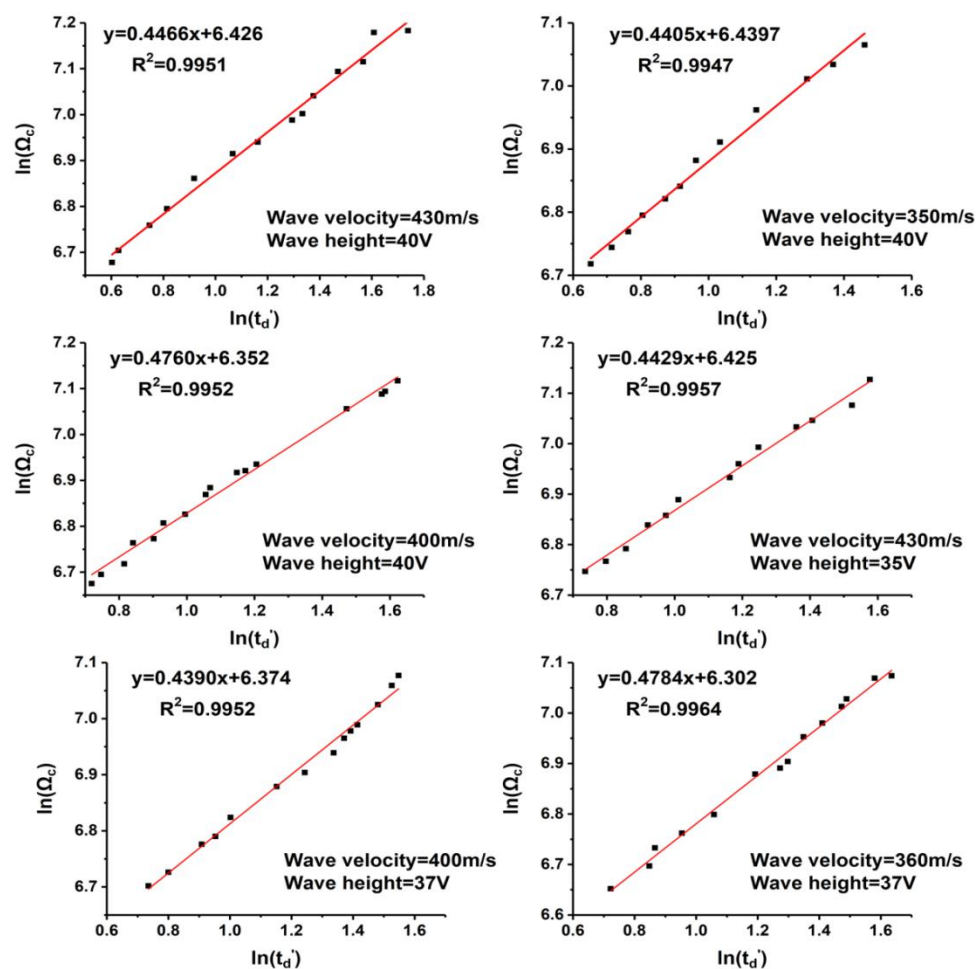 y=0.4466x+6.426
R²=0.9951
Wave velocity=430m/s
Wave height=40V
ln(Ω_c)
7.2
7.1
7.0
6.9
6.8
6.7
0.6 0.8 1.0 1.2 1.4 1.6 1.8
ln(t_d')
y=0.4405x+6.4397
R²=0.9947
Wave velocity=350m/s
Wave height=40V
ln(Ω_c)
7.1
7.0
6.9
6.8
6.7
0.6 0.8 1.0 1.2 1.4 1.6
ln(t_d')
y=0.4760x+6.352
R²=0.9952
Wave velocity=400m/s
Wave height=40V
ln(Ω_c)
7.2
7.1
7.0
6.9
6.8
6.7
0.8 1.0 1.2 1.4 1.6
ln(t_d')
y=0.4429x+6.425
R²=0.9957
Wave velocity=430m/s
Wave height=35V
ln(Ω_c)
7.2
7.1
7.0
6.9
6.8
6.7
0.8 1.0 1.2 1.4 1.6
ln(t_d')
y=0.4390x+6.374
R²=0.9952
Wave velocity=400m/s
Wave height=37V
ln(Ω_c)
7.1
7.0
6.9
6.8
6.7
0.6 0.8 1.0 1.2 1.4 1.6
ln(t_d')
y=0.4784x+6.302
R²=0.9964
Wave velocity=360m/s
Wave height=37V
ln(Ω_c)
7.1
7.0
6.9
6.8
6.7
6.6
0.6 0.8 1.0 1.2 1.4 1.6
ln(t_d')